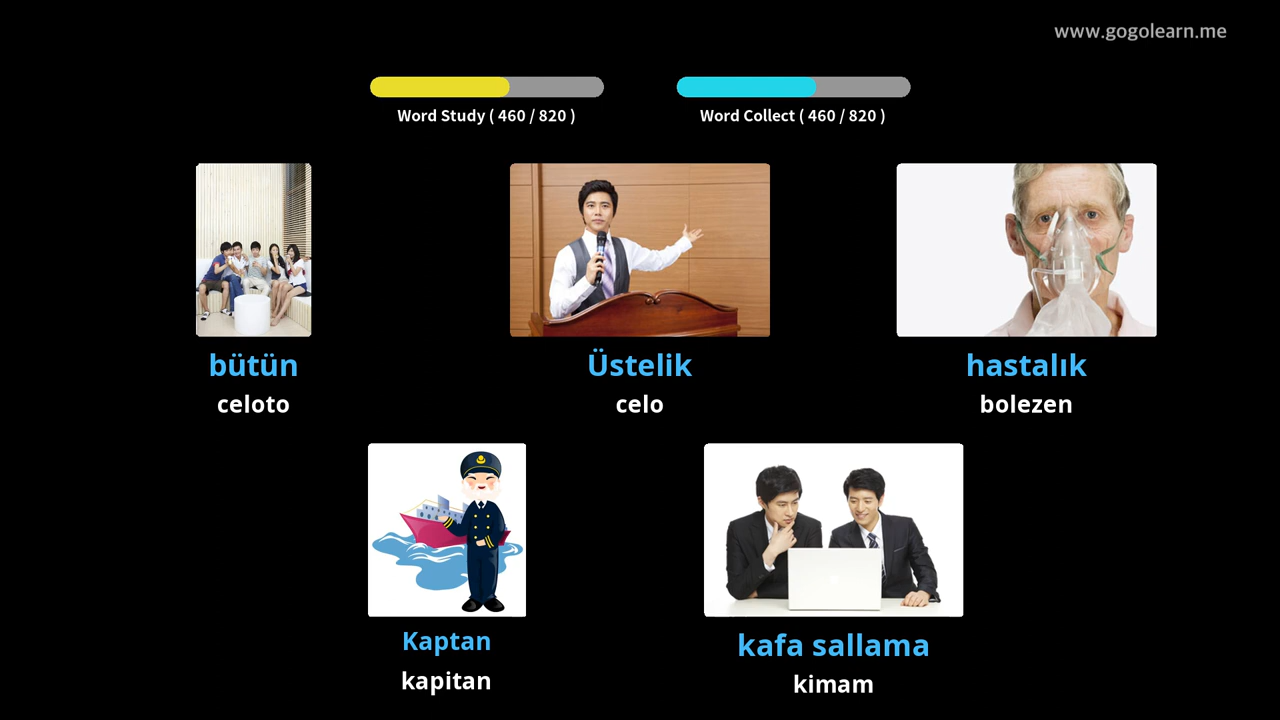 www.gogolearn.me
Word Study ( 460 / 820 )
Word Collect ( 460 / 820 )
bütün
Üstelik
hastalık
celoto
celo
bolezen
Kaptan
kafa sallama
kapitan
kimam